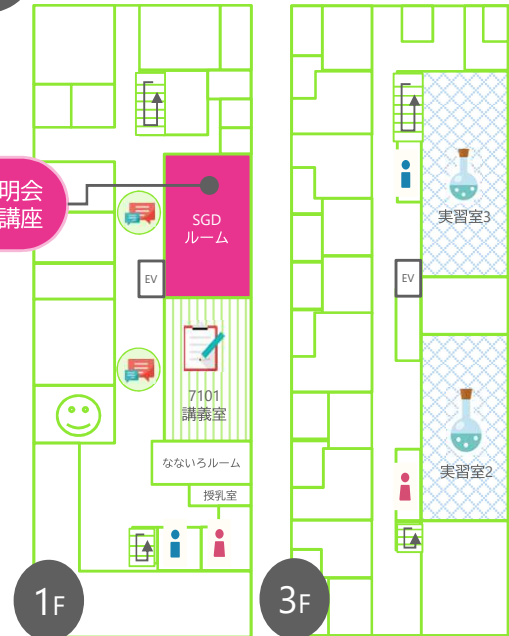 明会
講座
SGD
ルーム
EV
7101
講義室
なないろルーム
授乳室
1F
実習室3
EV
実習室2
3F